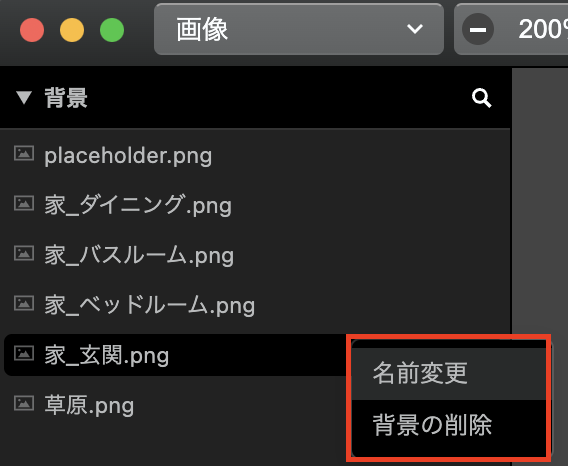 画像
200%
背景
placeholder.png
家_ダイニング.png
家_バスルーム.png
家_ベッドルーム.png
家_玄関.png
名前変更
草原.png
背景の削除